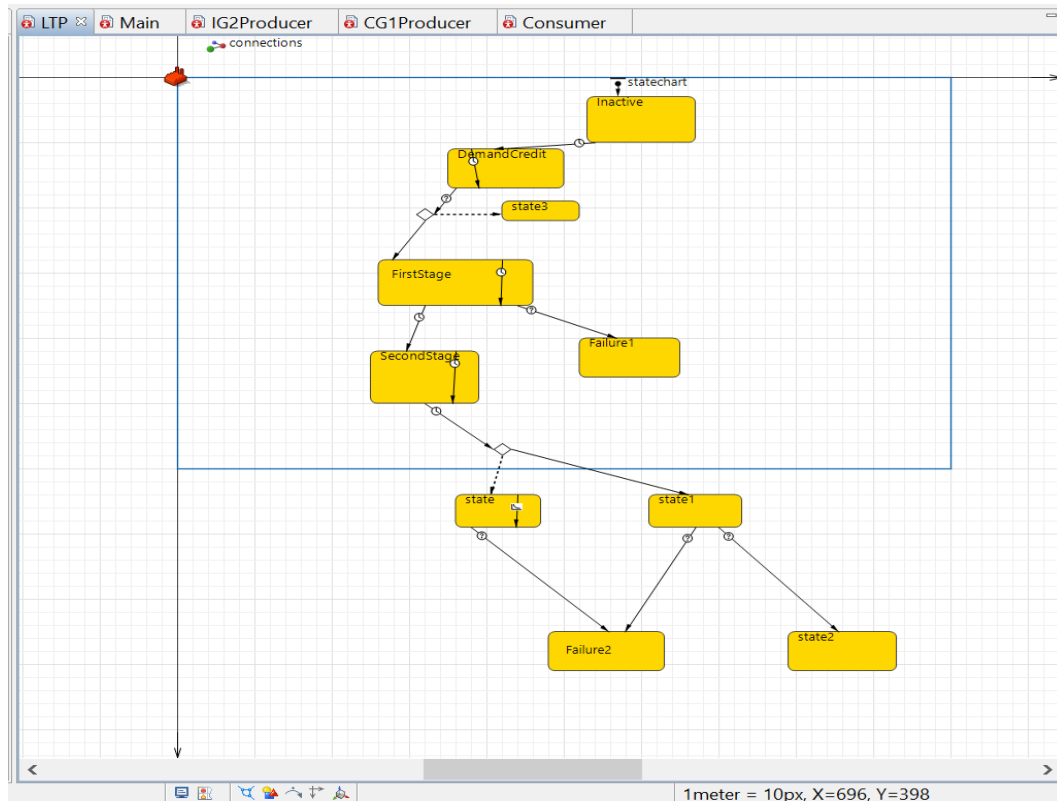 LTP Main IG2Producer CG1Producer Consumer
connections
statechart
Inactive
DemandCredit
state3
FirstStage
Failure1
SecondStage
state
state1
Failure2
state2
1meter = 10px, X=696, Y=398